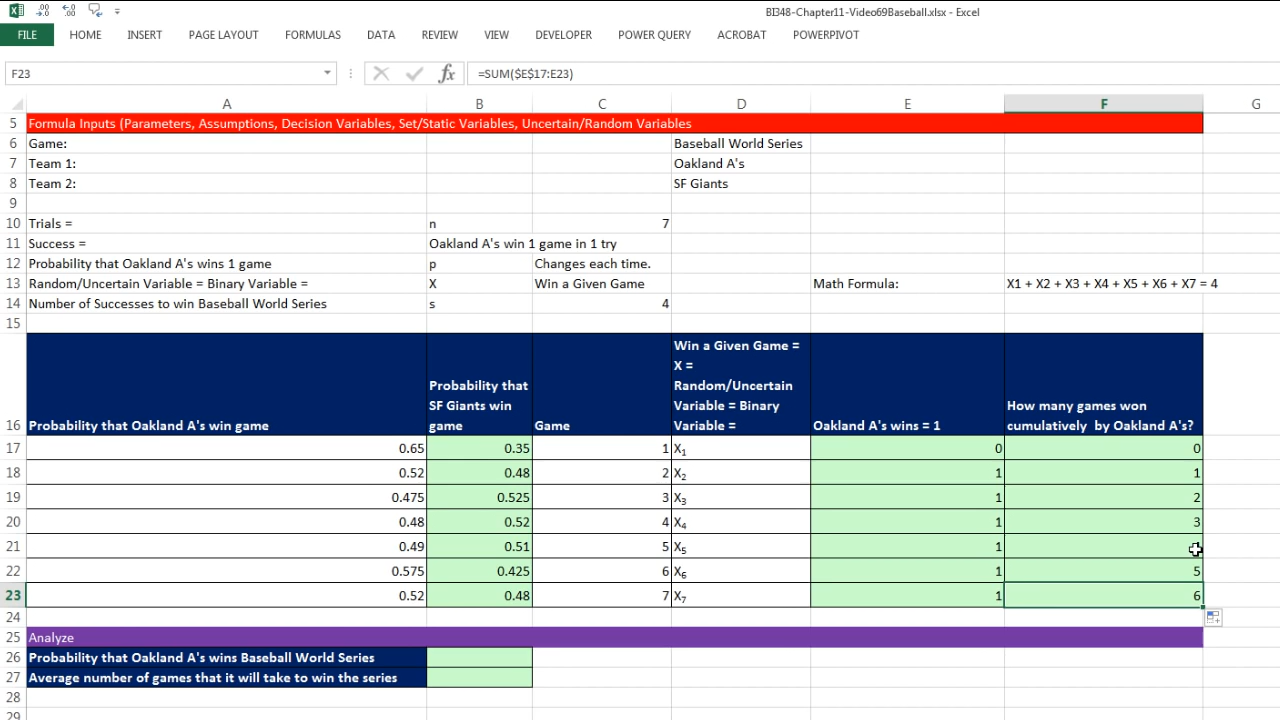 BI348-Chapter11-Video69Baseball.xlsx - Excel
FILE HOME INSERT PAGE LAYOUT FORMULAS DATA REVIEW VIEW DEVELOPER POWER QUERY ACROBAT POWERPIVOT
F23 fx =SUM($E$17:E23)
A B C D E F G
5 Formula Inputs (Parameters, Assumptions, Decision Variables, Set/Static Variables, Uncertain/Random Variables
6 Game: Baseball World Series
7 Team 1: Oakland A's
8 Team 2: SF Giants
9
10 Trials = n 7
11 Success = Oakland A's win 1 game in 1 try
12 Probability that Oakland A's wins 1 game p Changes each time.
13 Random/Uncertain Variable = Binary Variable = X Win a Given Game Math Formula: X1 + X2 + X3 + X4 + X5 + X6 + X7 = 4
14 Number of Successes to win Baseball World Series s 4
15
Win a Given Game =
X =
Probability that Random/Uncertain
SF Giants win Variable = Binary How many games won
16 Probability that Oakland A's win game game Game Variable = Oakland A's wins = 1 cumulatively by Oakland A's?
17 0.65 0.35 1 X1 0 0
18 0.52 0.48 2 X2 1 1
19 0.475 0.525 3 X3 1 2
20 0.48 0.52 4 X4 1 3
21 0.49 0.51 5 X5 1
22 0.575 0.425 6 X6 1 5
23 0.52 0.48 7 X7 1 6
24
25 Analyze
26 Probability that Oakland A's wins Baseball World Series
27 Average number of games that it will take to win the series
28
29